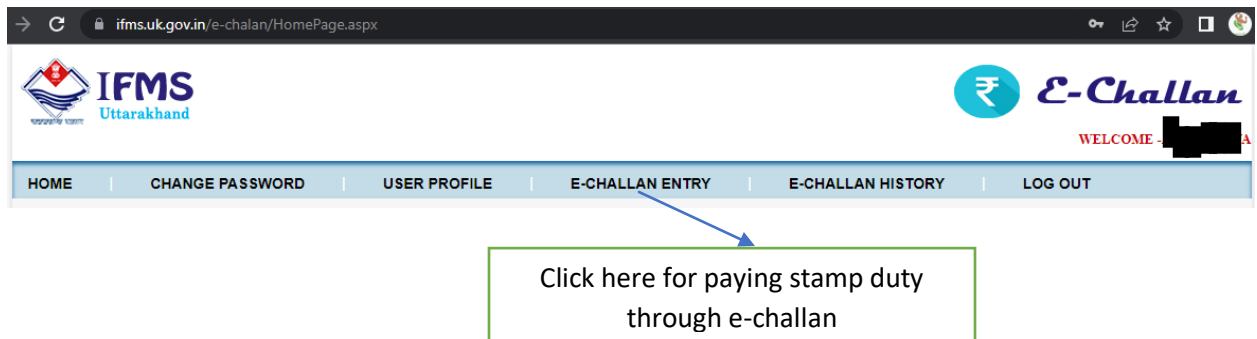 ifms.uk.gov.in/e-chalan/HomePage.aspx
IFMS
Uttarakhand
₹ E-Challan
WELCOME -
HOME | CHANGE PASSWORD | USER PROFILE | E-CHALLAN ENTRY | E-CHALLAN HISTORY | LOG OUT
Click here for paying stamp duty
through e-challan